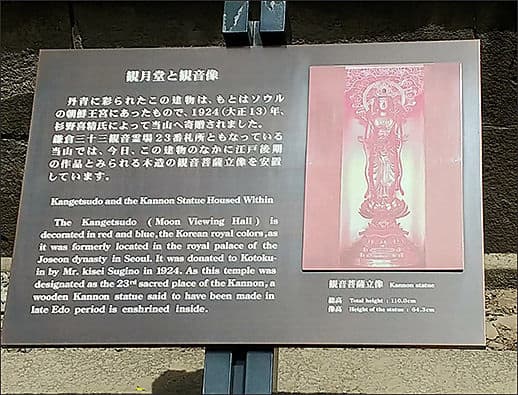 観月堂と観音像
丹青に彩られたこの建物は、もとはソウル
の朝鮮王宮にあったもので、1924(大正13)年、
杉野喜精氏によって当山へ寄贈されました。
鎌倉三十三観音霊場23番札所ともなっている
当山では、今日、この建物のなかに江戸後期
の作品とみられる木造の観音菩薩立像を安置
しています。
Kangetsudo and the Kannon Statue Housed Within
The Kangetsudo (Moon Viewing Hall) is
decorated in red and blue, the Korean royal colors, as
it was formerly located in the royal palace of the
Joseon dynasty in Seoul. It was donated to Kotoku-
in by Mr. kisei Sugino in 1924. As this temple was
designated as the 23rd sacred place of the Kannon, a
wooden Kannon statue said to have been made in
late Edo period is enshrined inside.
観音菩薩立像 Kannon statue
総高 Total height : 110.0cm
像高 Height of the statue : 64.3cm